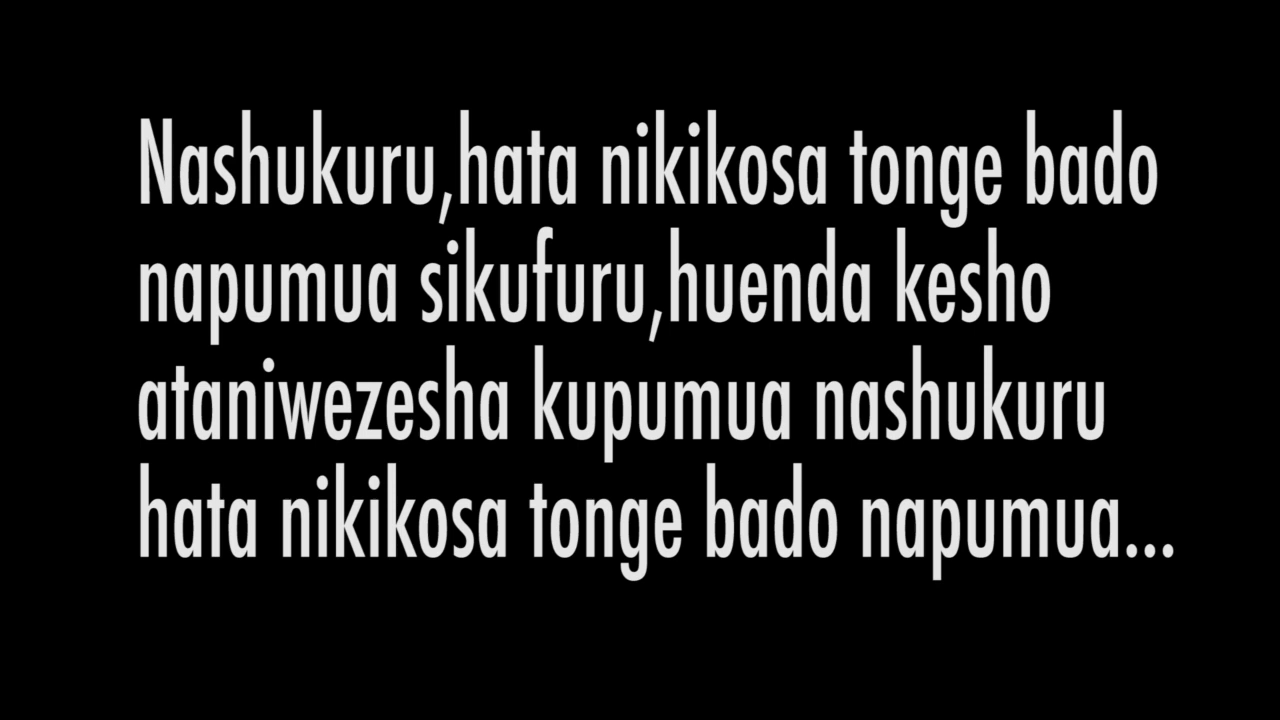 Nashukuru,hata nikikosa tonge bado
napumua sikufuru,huenda kesho
ataniwezesha kupumua nashukuru
hata nikikosa tonge bado napumua...